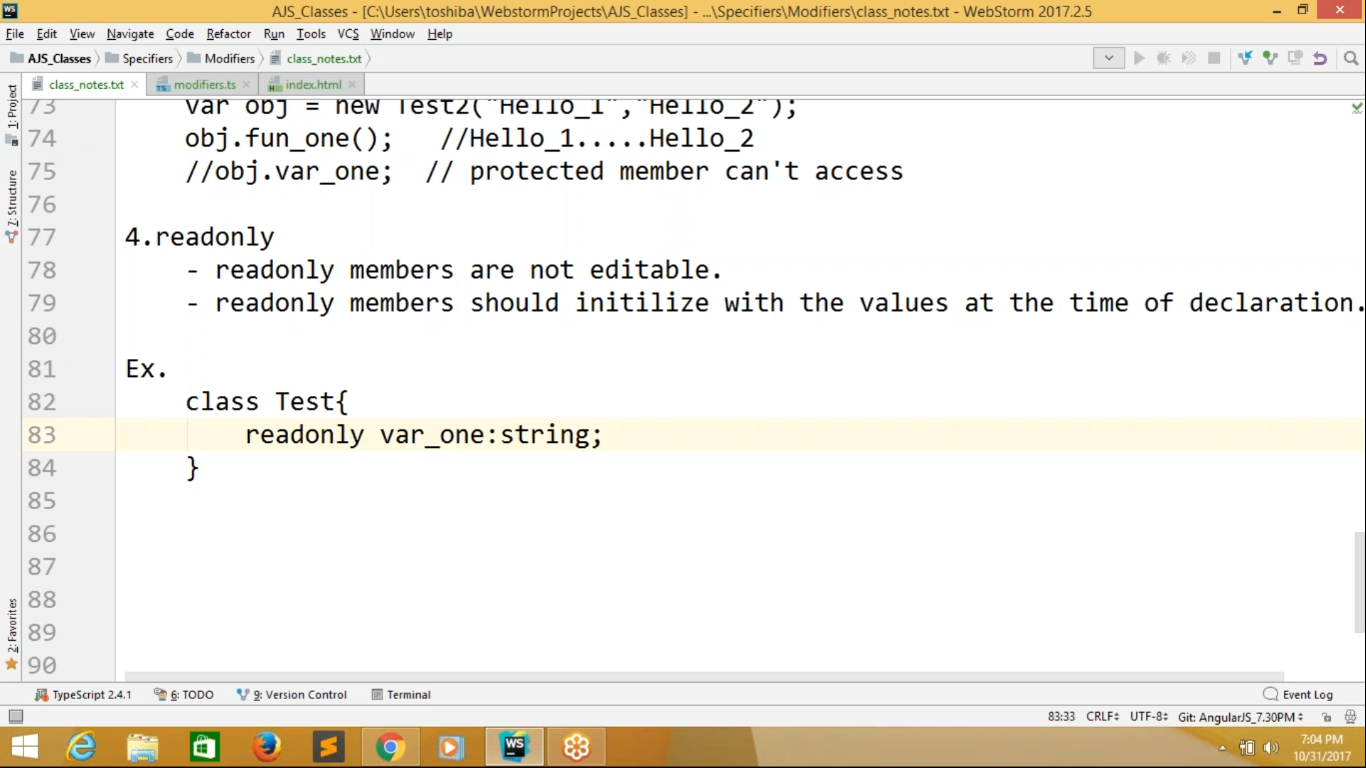 AJS_Classes - [C:\Users\toshiba\WebstormProjects\AJS_Classes] - ...\Specifiers\Modifiers\class_notes.txt - WebStorm 2017.2.5
File Edit View Navigate Code Refactor Run Tools VCS Window Help
AJS_Classes Specifiers Modifiers class_notes.txt
class_notes.txt modifiers.ts index.html
1: Project
7: Structure
2: Favorites
73 var obj = new Test2("Hello_1","Hello_2");
74 obj.fun_one(); //Hello_1.....Hello_2
75 //obj.var_one; // protected member can't access
76
77 4.readonly
78 - readonly members are not editable.
79 - readonly members should initilize with the values at the time of declaration.
80
81 Ex.
82 class Test{
83 readonly var_one:string;
84 }
85
86
87
88
89
90
TypeScript 2.4.1 6: TODO 9: Version Control Terminal Event Log
83:33 CRLF UTF-8 Git: AngularJS_7.30PM
7:04 PM
10/31/2017